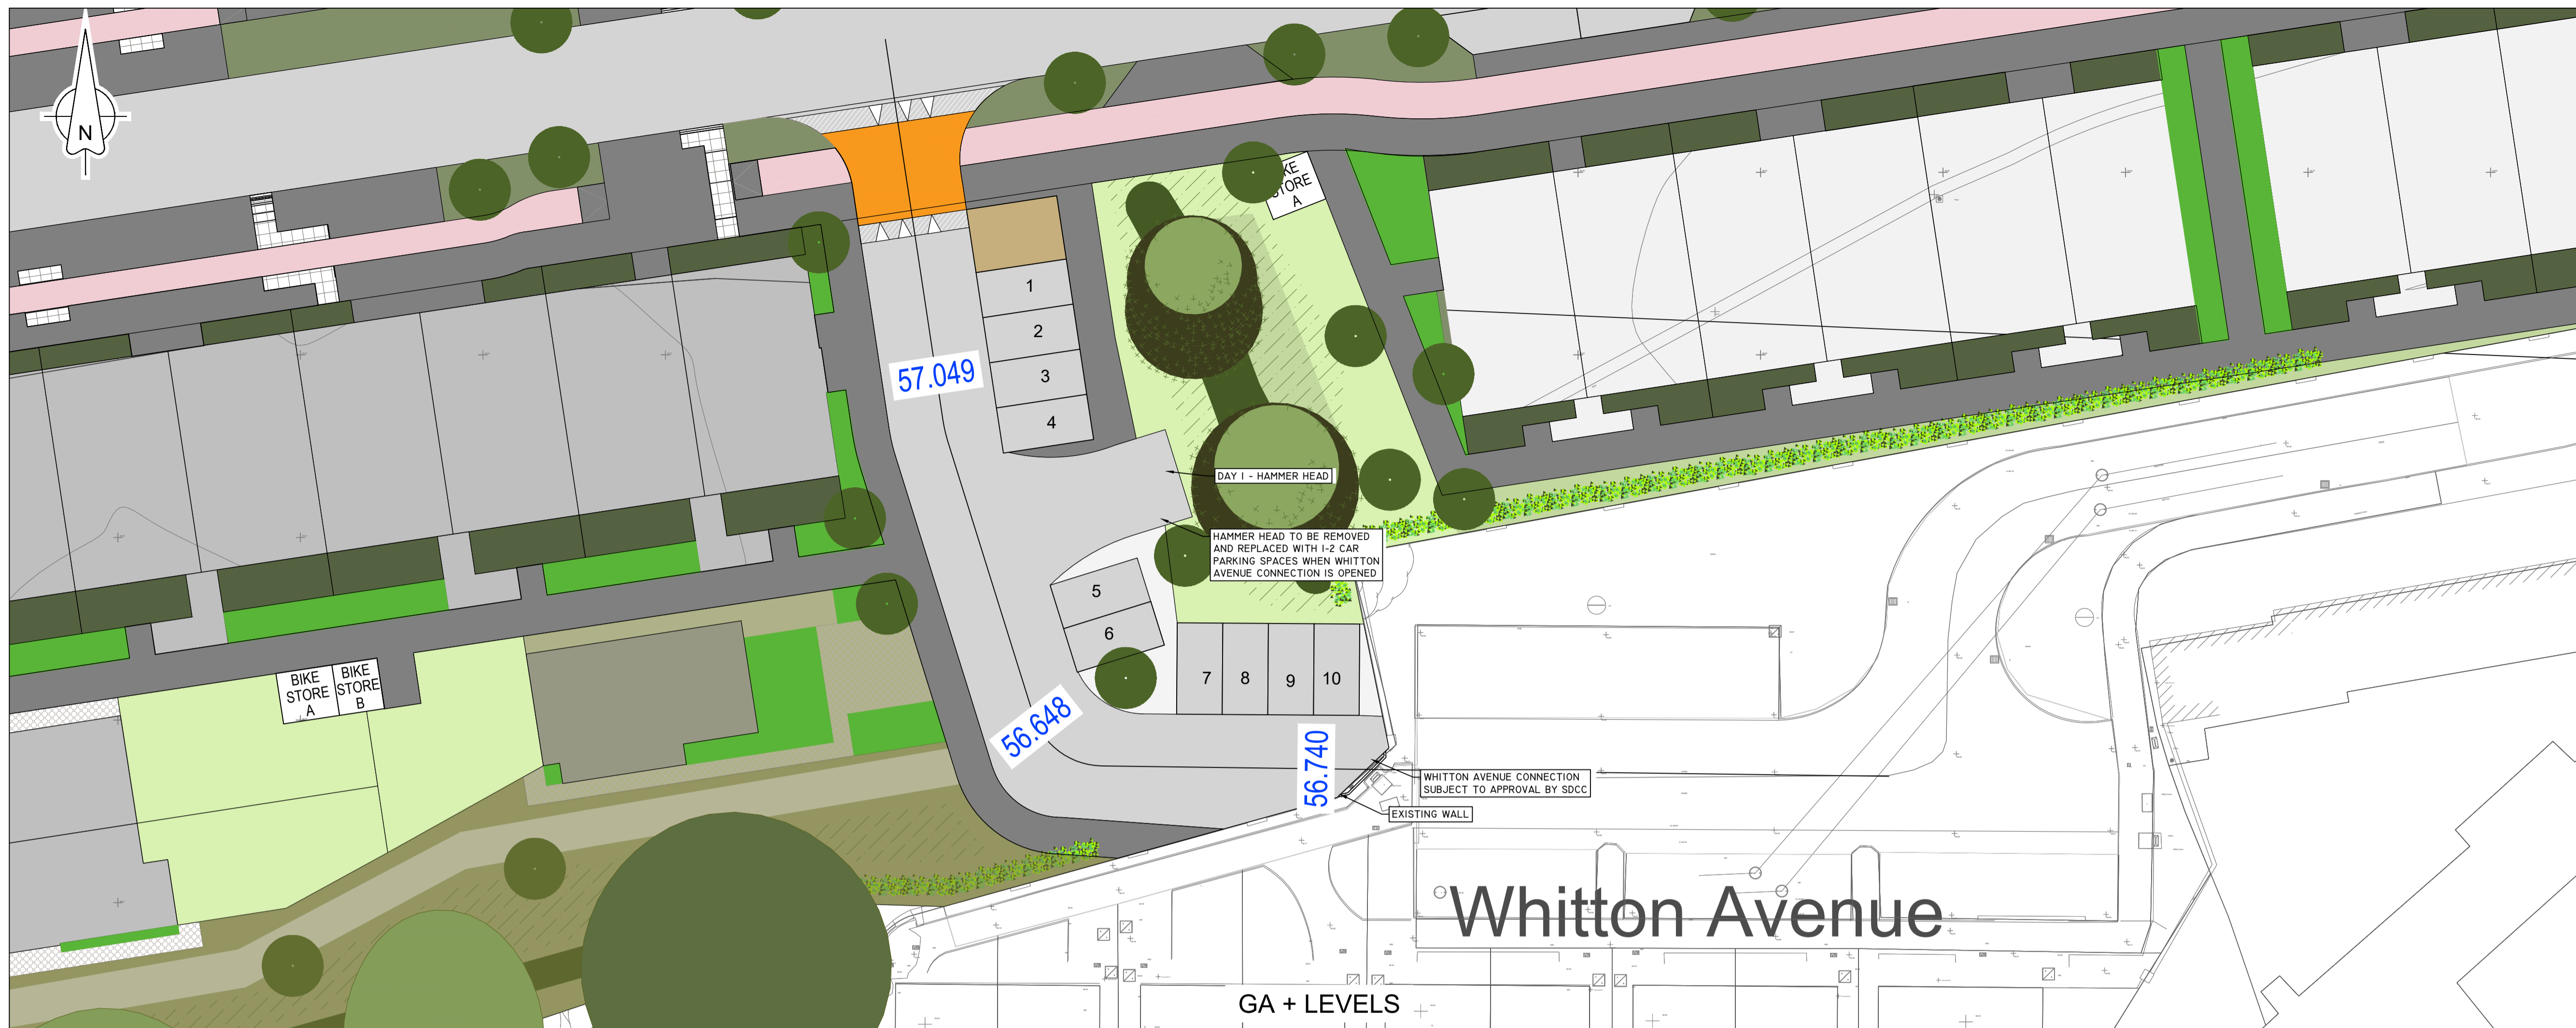 N
BIKE
STORE
A
1
2
3
4
57.049
DAY 1 - HAMMER HEAD
HAMMER HEAD TO BE REMOVED
AND REPLACED WITH 1-2 CAR
PARKING SPACES WHEN WHITTON
AVENUE CONNECTION IS OPENED
5
6
7
8
9
10
BIKE
STORE
A
BIKE
STORE
B
56.648
56.740
WHITTON AVENUE CONNECTION
SUBJECT TO APPROVAL BY SDCC
EXISTING WALL
Whitton Avenue
GA + LEVELS